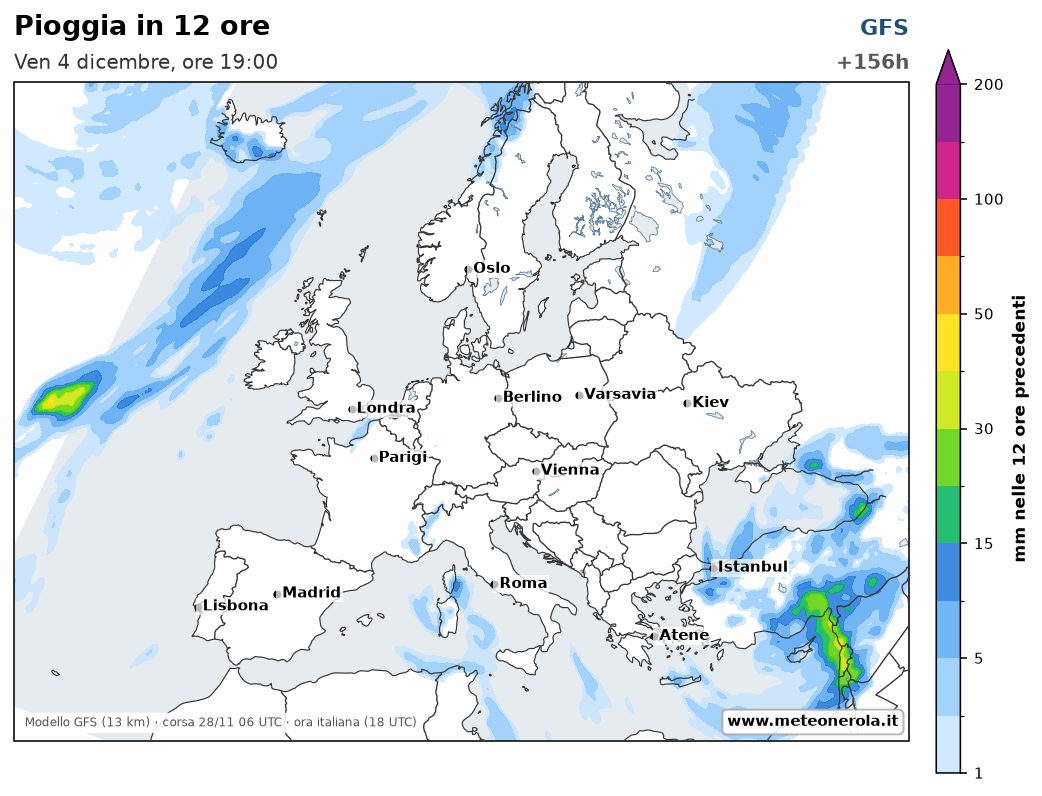 Pioggia in 12 ore
GFS
Ven 4 dicembre, ore 19:00
+156h
200
100
50
30
15
5
1
mm nelle 12 ore precedenti
Oslo
Londra
Berlino
Varsavia
Kiev
Parigi
Vienna
Istanbul
Roma
Madrid
Lisbona
Atene
Modello GFS (13 km) · corsa 28/11 06 UTC · ora italiana (18 UTC)
www.meteonerola.it